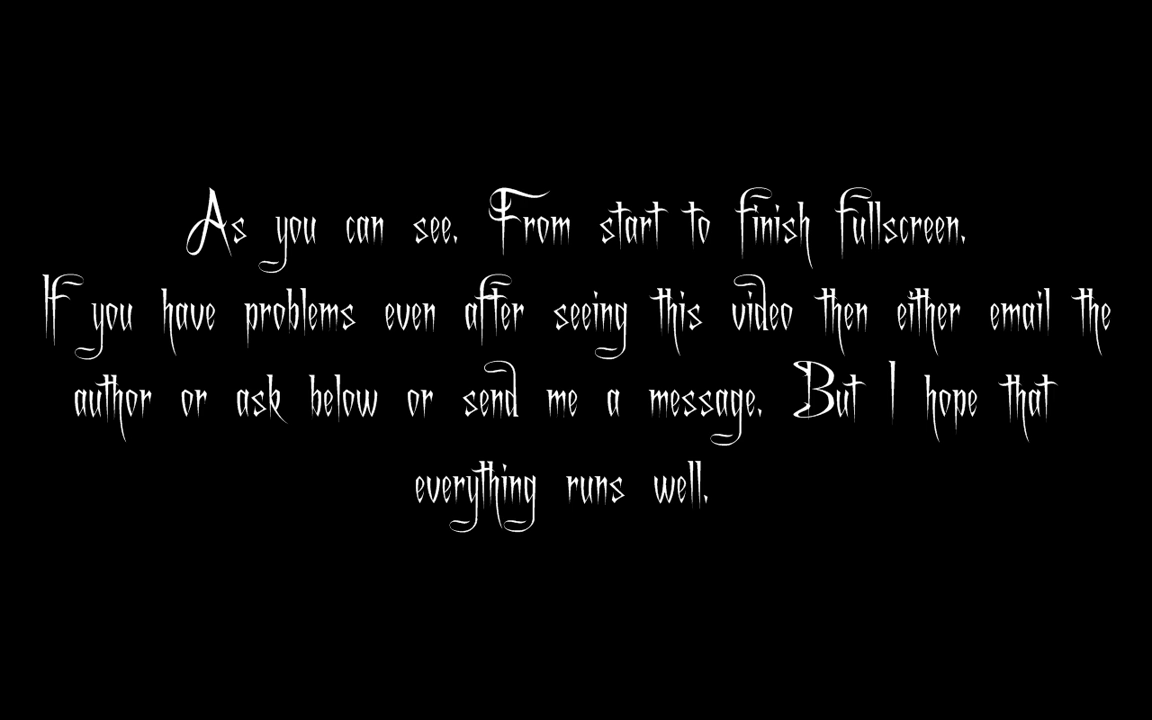 As you can see. From start to finish fullscreen.
If you have problems even after seeing this video then either email the
author or ask below or send me a message. But I hope that
everything runs well.